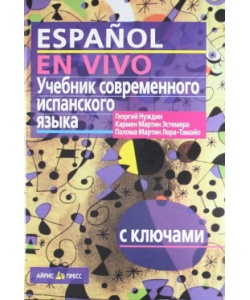 ESPAÑOL
EN VIVO
Учебник современного
испанского
языка
Георгий Нуждин
Кармен Мартин Эстемера
Палома Мартин Лора-Тамайо
с ключами
АЙРИС ПРЕСС